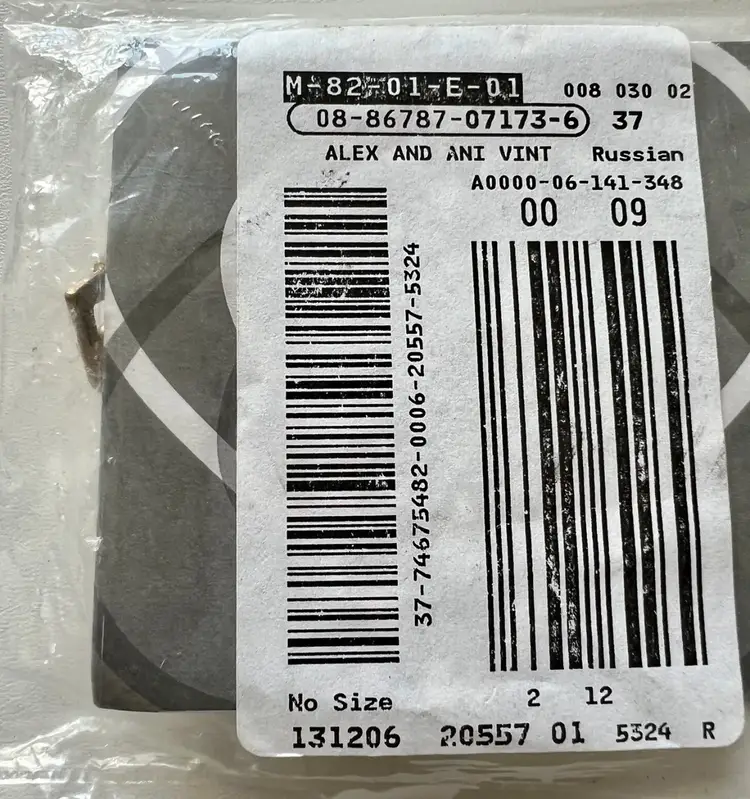 M-82-01-E-01 008 030 02
08-86787-07173-6 37
ALEX AND ANI VINT Russian
A0000-06-141-348
00 09
37-74675482-0006-20557-5324
No Size 2 12
131206 20557 01 5324 R